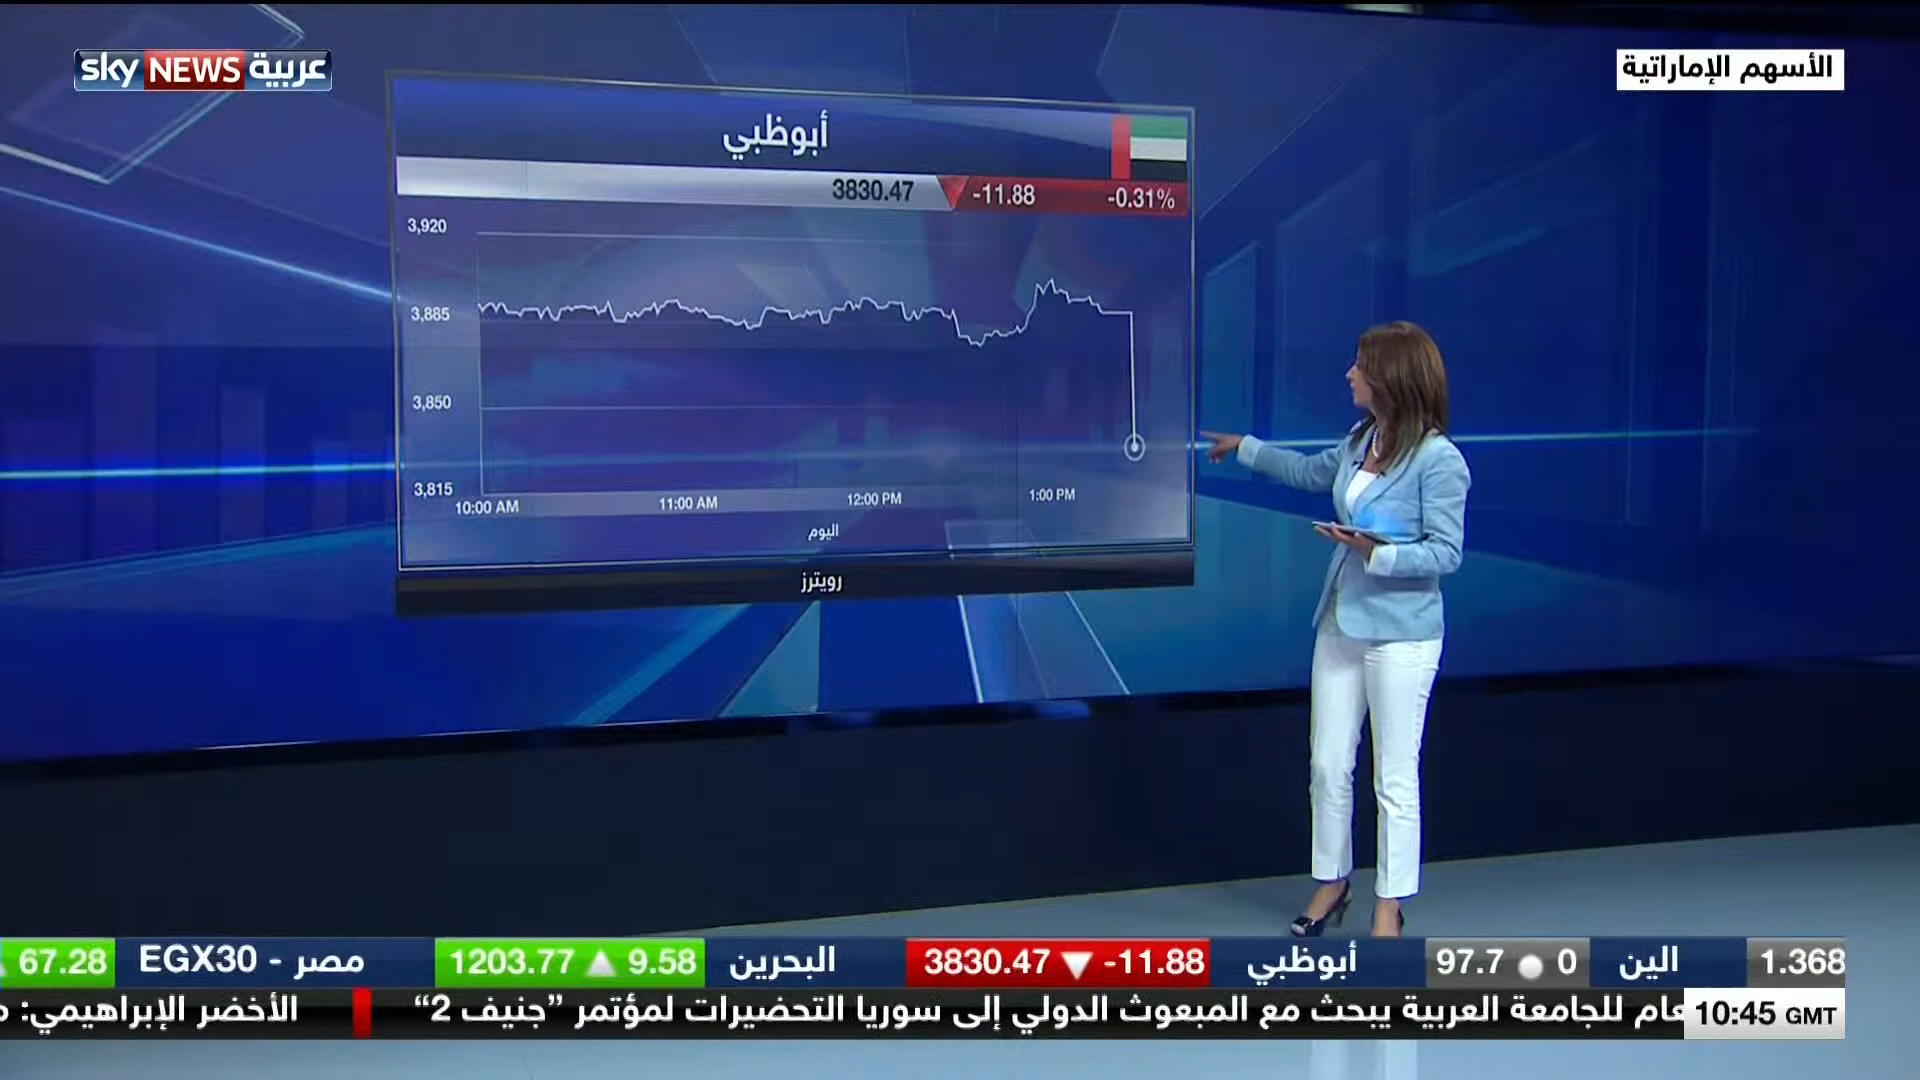 sky NEWS عربية
الأسهم الإماراتية
أبوظبي
3830.47 -11.88 -0.31%
3,920
3,885
3,850
3,815
10:00 AM 11:00 AM 12:00 PM 1:00 PM
اليوم
رويترز
1.368 الين 97.7 0 أبوظبي 3830.47 -11.88 البحرين 1203.77 9.58 مصر - EGX30 67.28
عام للجامعة العربية يبحث مع المبعوث الدولي إلى سوريا التحضيرات لمؤتمر ”جنيف 2“ الأخضر الإبراهيمي:
10:45 GMT